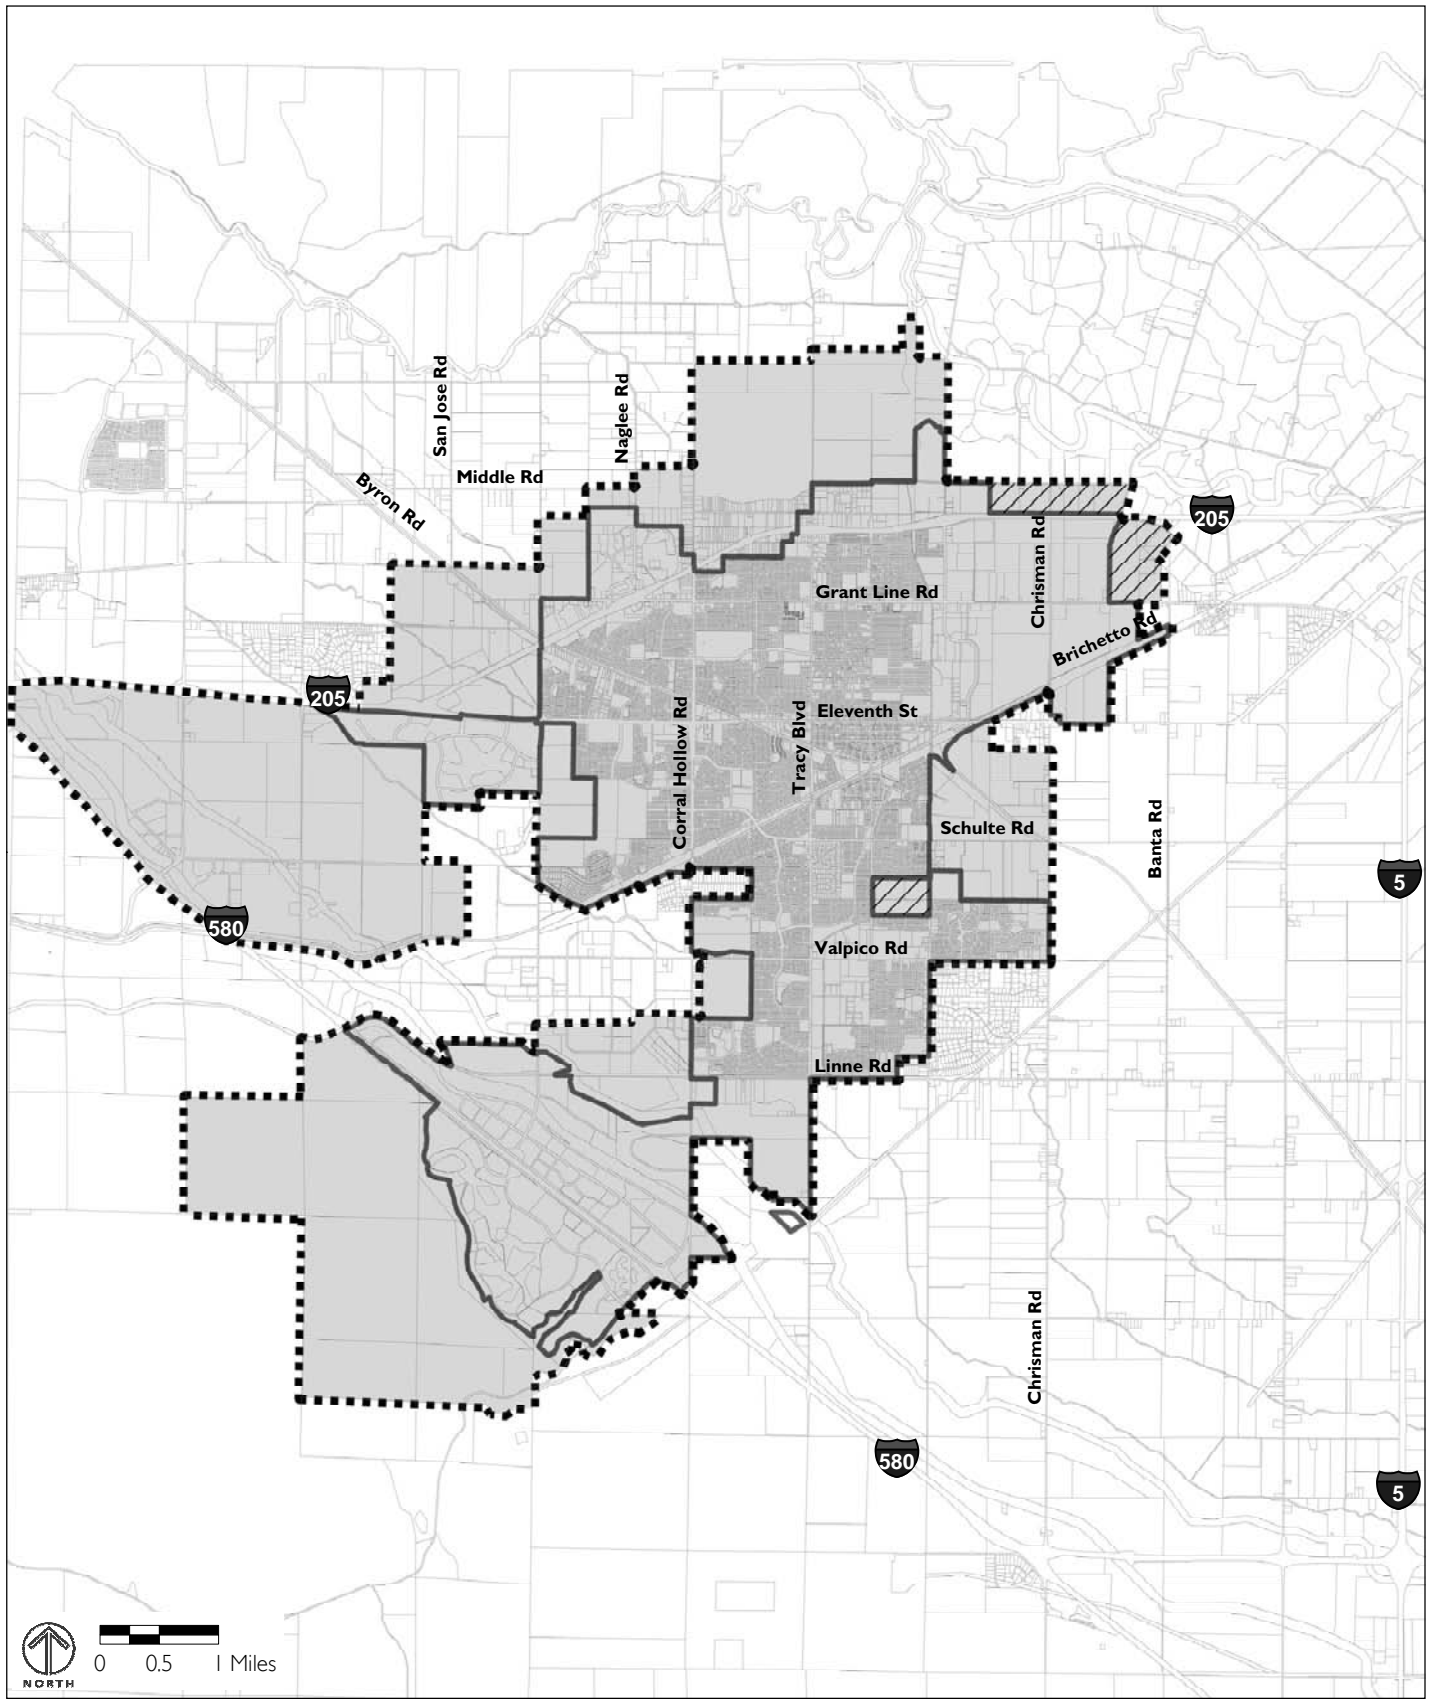 San Jose Rd
Naglee Rd
Middle Rd
Byron Rd
205
Chrisman Rd
Grant Line Rd
Brichetto Rd
205
Corral Hollow Rd
Tracy Blvd
Eleventh St
Schulte Rd
Banta Rd
5
580
Valpico Rd
Linne Rd
Chrisman Rd
580
5
0 0.5 1 Miles
NORTH